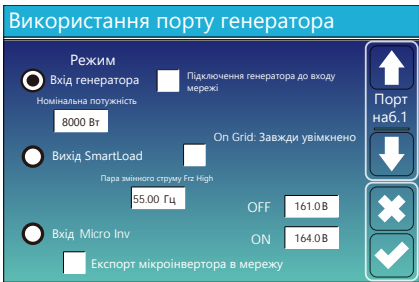 Використання порту генератора
Режим
Вхід генератора
Підключення генератора до входу
мережі
Номінальна потужність
8000 Вт
Порт
наб.1
On Grid: Завжди увімкнено
Вихід SmartLoad
Пара змінного струму Frz High
55.00 Гц
OFF 161.0В
Вхід Micro Inv
ON 164.0В
Експорт мікроінвертора в мережу